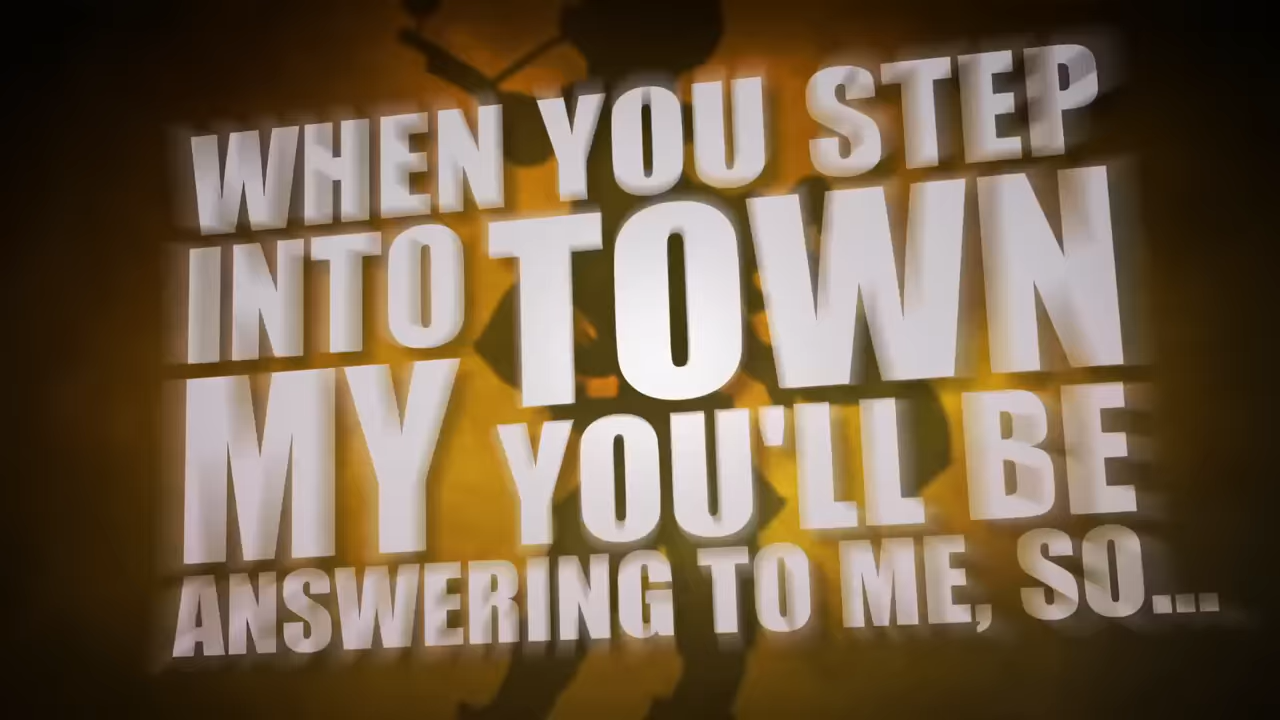 WHEN YOU STEP
INTO TOWN
MY YOU'LL BE
ANSWERING TO ME, SO...